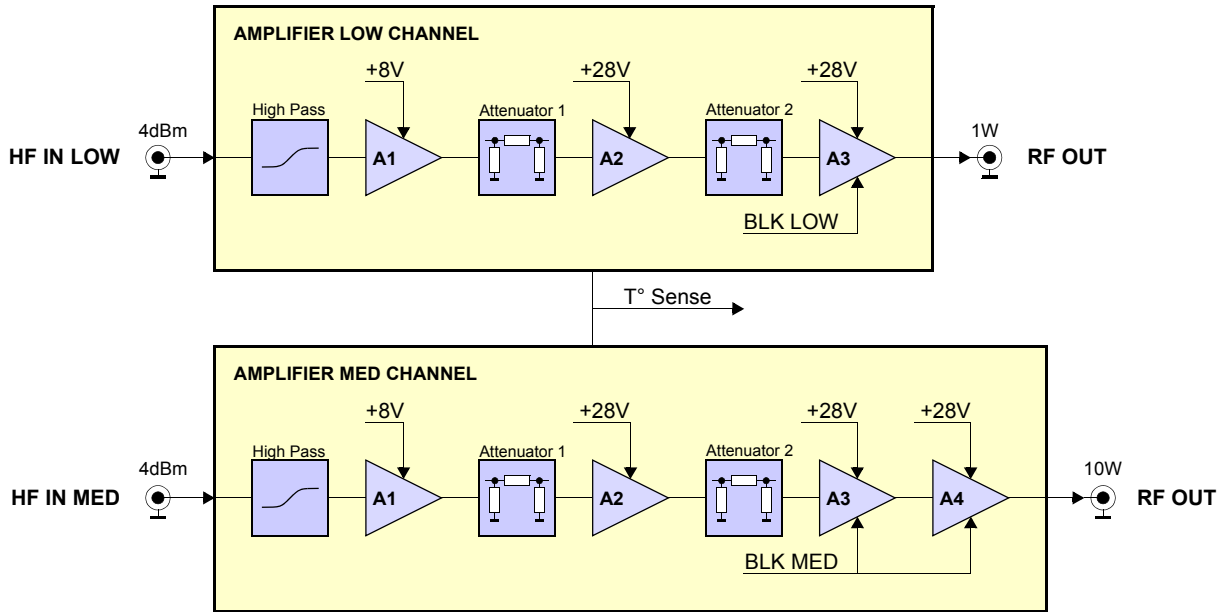 AMPLIFIER LOW CHANNEL
+8V
+28V
+28V
High Pass
Attenuator 1
Attenuator 2
4dBm
1W
HF IN LOW
A1
A2
A3
RF OUT
BLK LOW
T° Sense
AMPLIFIER MED CHANNEL
+8V
+28V
+28V
+28V
High Pass
Attenuator 1
Attenuator 2
4dBm
10W
HF IN MED
A1
A2
A3
A4
RF OUT
BLK MED